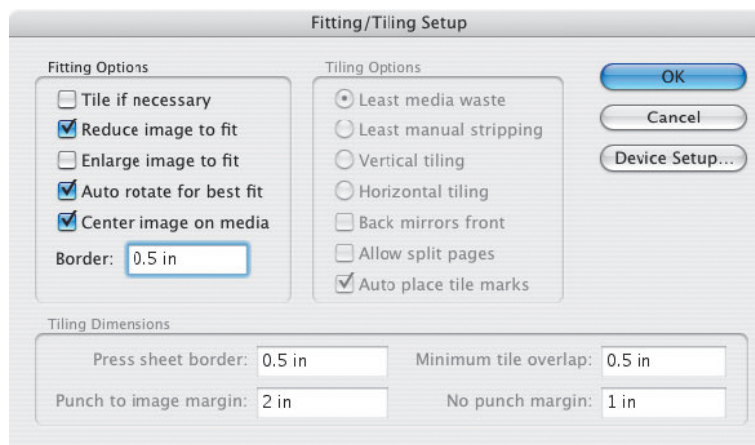 Fitting/Tiling Setup
Fitting Options
Tile if necessary
Reduce image to fit
Enlarge image to fit
Auto rotate for best fit
Center image on media
Border: 0.5 in
Tiling Options
Least media waste
Least manual stripping
Vertical tiling
Horizontal tiling
Back mirrors front
Allow split pages
Auto place tile marks
OK
Cancel
Device Setup...
Tiling Dimensions
Press sheet border: 0.5 in
Minimum tile overlap: 0.5 in
Punch to image margin: 2 in
No punch margin: 1 in